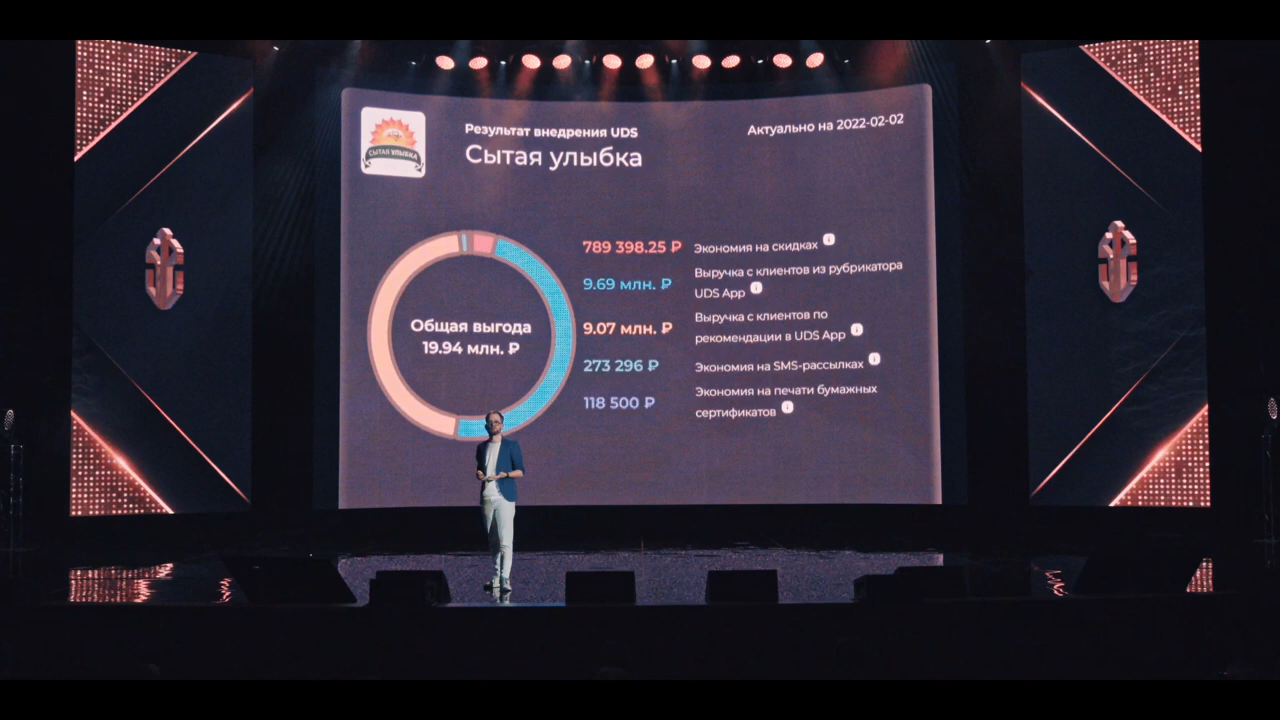 Результат внедрения UDS
Сытая улыбка
Актуально на 2022-02-02
СЫТАЯ УЛЫБКА
Общая выгода
19.94 млн. ₽
789 398.25 ₽ Экономия на скидках
9.69 млн. ₽ Выручка с клиентов из рубрикатора
UDS App
9.07 млн. ₽ Выручка с клиентов по
рекомендации в UDS App
273 296 ₽ Экономия на SMS-рассылках
118 500 ₽ Экономия на печати бумажных
сертификатов